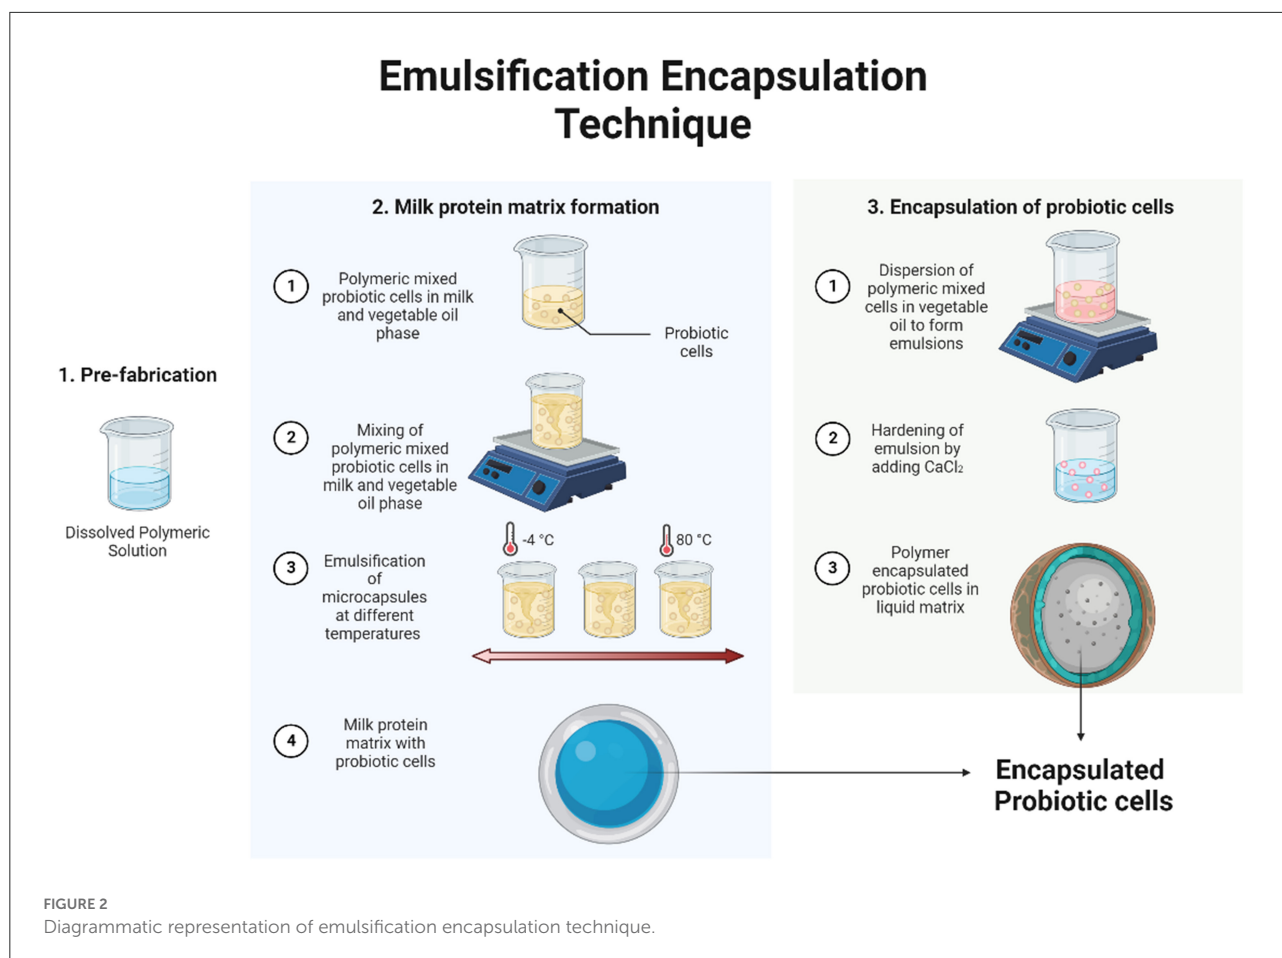 Emulsification Encapsulation
Technique
1. Pre-fabrication
Dissolved Polymeric
Solution
2. Milk protein matrix formation
1
Polymeric mixed
probiotic cells in milk
and vegetable oil
phase
Probiotic
cells
2
Mixing of
polymeric mixed
probiotic cells in
milk and vegetable
oil phase
3
Emulsification
of
microcapsules
at different
temperatures
-4 °C
80 °C
4
Milk protein
matrix with
probiotic cells
3. Encapsulation of probiotic cells
1
Dispersion of
polymeric mixed
cells in vegetable
oil to form
emulsions
2
Hardening of
emulsion by
adding CaCl₂
3
Polymer
encapsulated
probiotic cells in
liquid matrix
Encapsulated
Probiotic cells
FIGURE 2
Diagrammatic representation of emulsification encapsulation technique.